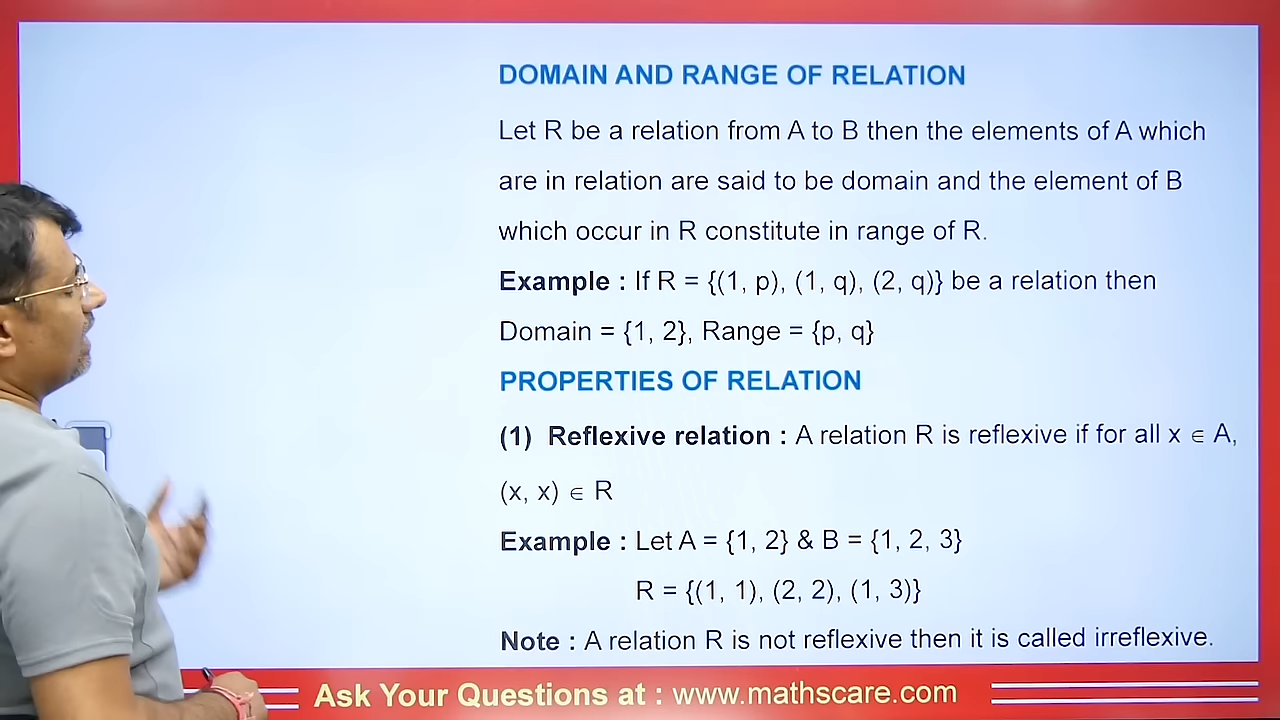 DOMAIN AND RANGE OF RELATION
Let R be a relation from A to B then the elements of A which
are in relation are said to be domain and the element of B
which occur in R constitute in range of R.
Example : If R = {(1, p), (1, q), (2, q)} be a relation then
Domain = {1, 2}, Range = {p, q}
PROPERTIES OF RELATION
(1) Reflexive relation : A relation R is reflexive if for all x ∈ A,
(x, x) ∈ R
Example : Let A = {1, 2} & B = {1, 2, 3}
R = {(1, 1), (2, 2), (1, 3)}
Note : A relation R is not reflexive then it is called irreflexive.
Ask Your Questions at : www.mathscare.com